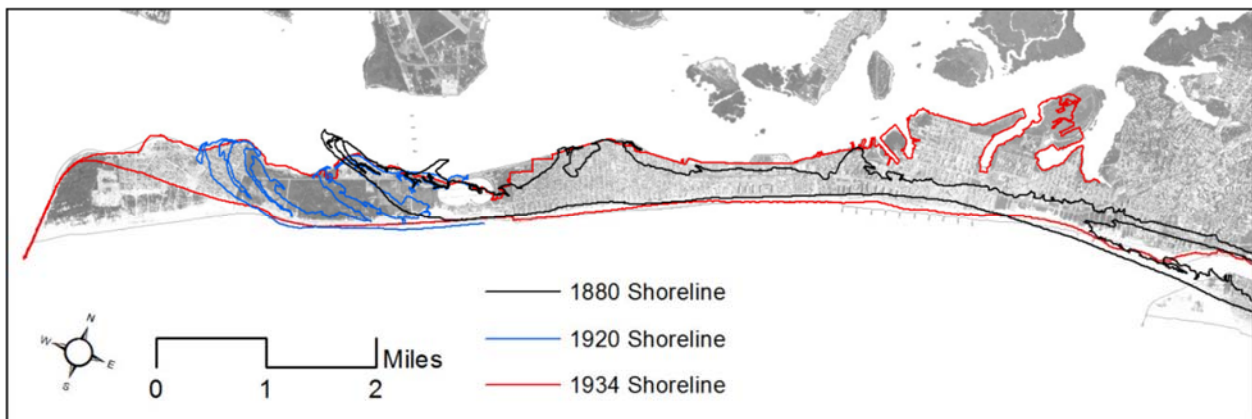 1880 Shoreline
1920 Shoreline
1934 Shoreline
N
W
E
S
0 1 2 Miles